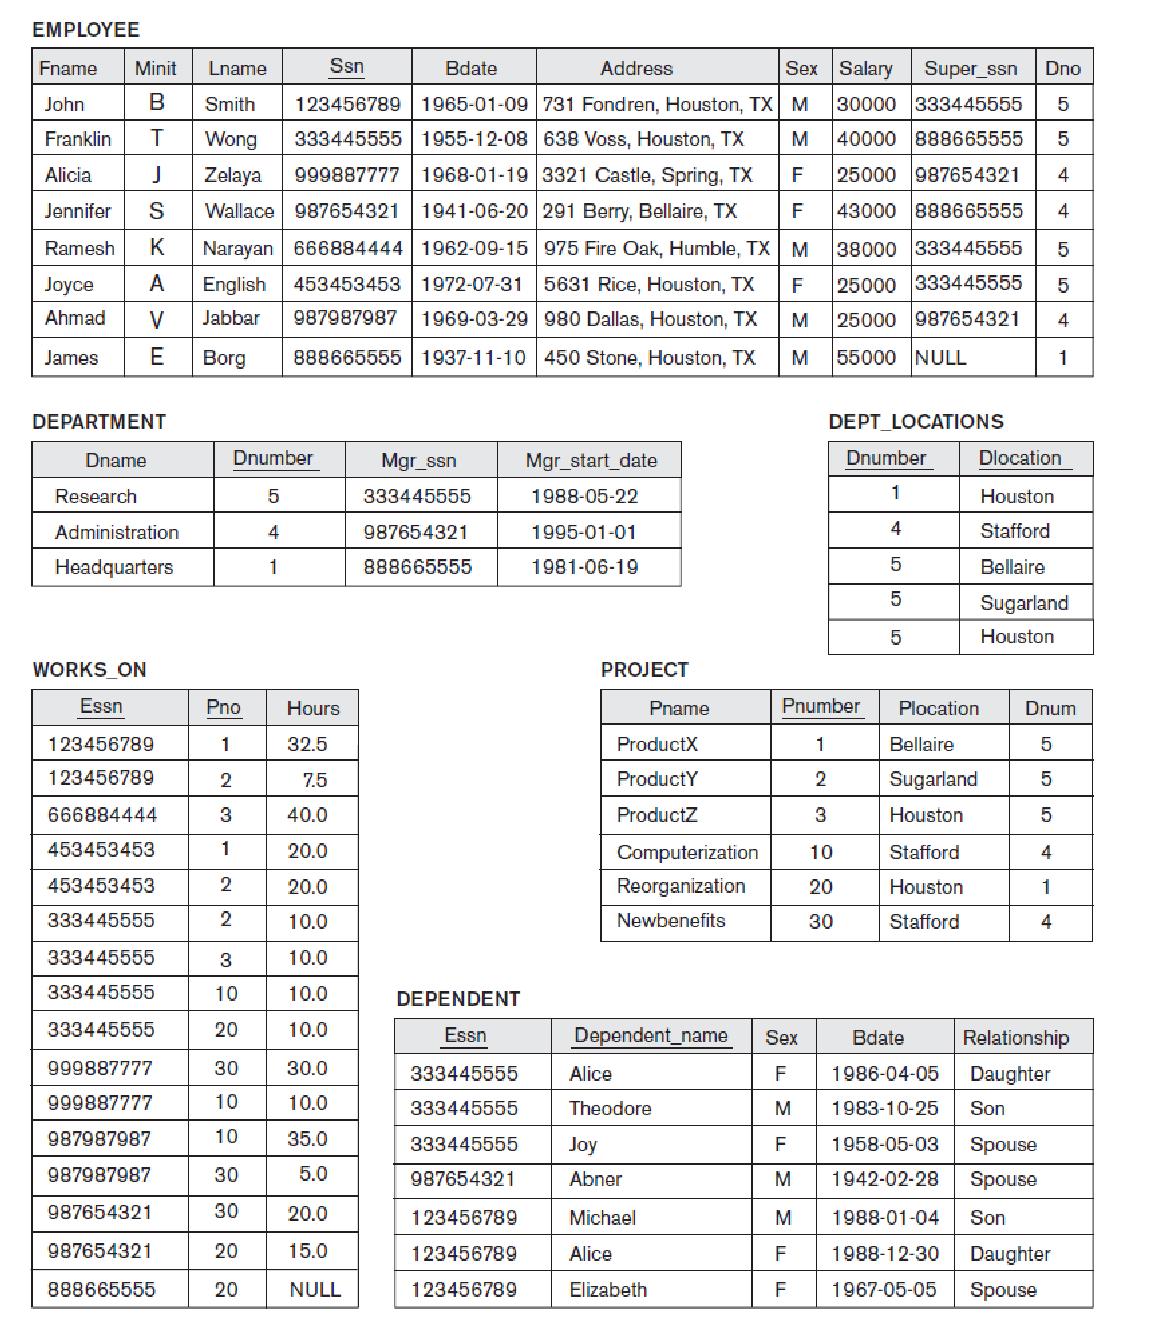 EMPLOYEE
Fname Minit Lname Ssn Bdate Address Sex Salary Super_ssn Dno
John B Smith 123456789 1965-01-09 731 Fondren, Houston, TX M 30000 333445555 5
Franklin T Wong 333445555 1955-12-08 638 Voss, Houston, TX M 40000 888665555 5
Alicia J Zelaya 999887777 1968-01-19 3321 Castle, Spring, TX F 25000 987654321 4
Jennifer S Wallace 987654321 1941-06-20 291 Berry, Bellaire, TX F 43000 888665555 4
Ramesh K Narayan 666884444 1962-09-15 975 Fire Oak, Humble, TX M 38000 333445555 5
Joyce A English 453453453 1972-07-31 5631 Rice, Houston, TX F 25000 333445555 5
Ahmad V Jabbar 987987987 1969-03-29 980 Dallas, Houston, TX M 25000 987654321 4
James E Borg 888665555 1937-11-10 450 Stone, Houston, TX M 55000 NULL 1
DEPARTMENT
Dname Dnumber Mgr_ssn Mgr_start_date
Research 5 333445555 1988-05-22
Administration 4 987654321 1995-01-01
Headquarters 1 888665555 1981-06-19
DEPT_LOCATIONS
Dnumber Dlocation
1 Houston
4 Stafford
5 Bellaire
5 Sugarland
5 Houston
WORKS_ON
Essn Pno Hours
123456789 1 32.5
123456789 2 7.5
666884444 3 40.0
453453453 1 20.0
453453453 2 20.0
333445555 2 10.0
333445555 3 10.0
333445555 10 10.0
333445555 20 10.0
999887777 30 30.0
999887777 10 10.0
987987987 10 35.0
987987987 30 5.0
987654321 30 20.0
987654321 20 15.0
888665555 20 NULL
PROJECT
Pname Pnumber Plocation Dnum
ProductX 1 Bellaire 5
ProductY 2 Sugarland 5
ProductZ 3 Houston 5
Computerization 10 Stafford 4
Reorganization 20 Houston 1
Newbenefits 30 Stafford 4
DEPENDENT
Essn Dependent_name Sex Bdate Relationship
333445555 Alice F 1986-04-05 Daughter
333445555 Theodore M 1983-10-25 Son
333445555 Joy F 1958-05-03 Spouse
987654321 Abner M 1942-02-28 Spouse
123456789 Michael M 1988-01-04 Son
123456789 Alice F 1988-12-30 Daughter
123456789 Elizabeth F 1967-05-05 Spouse